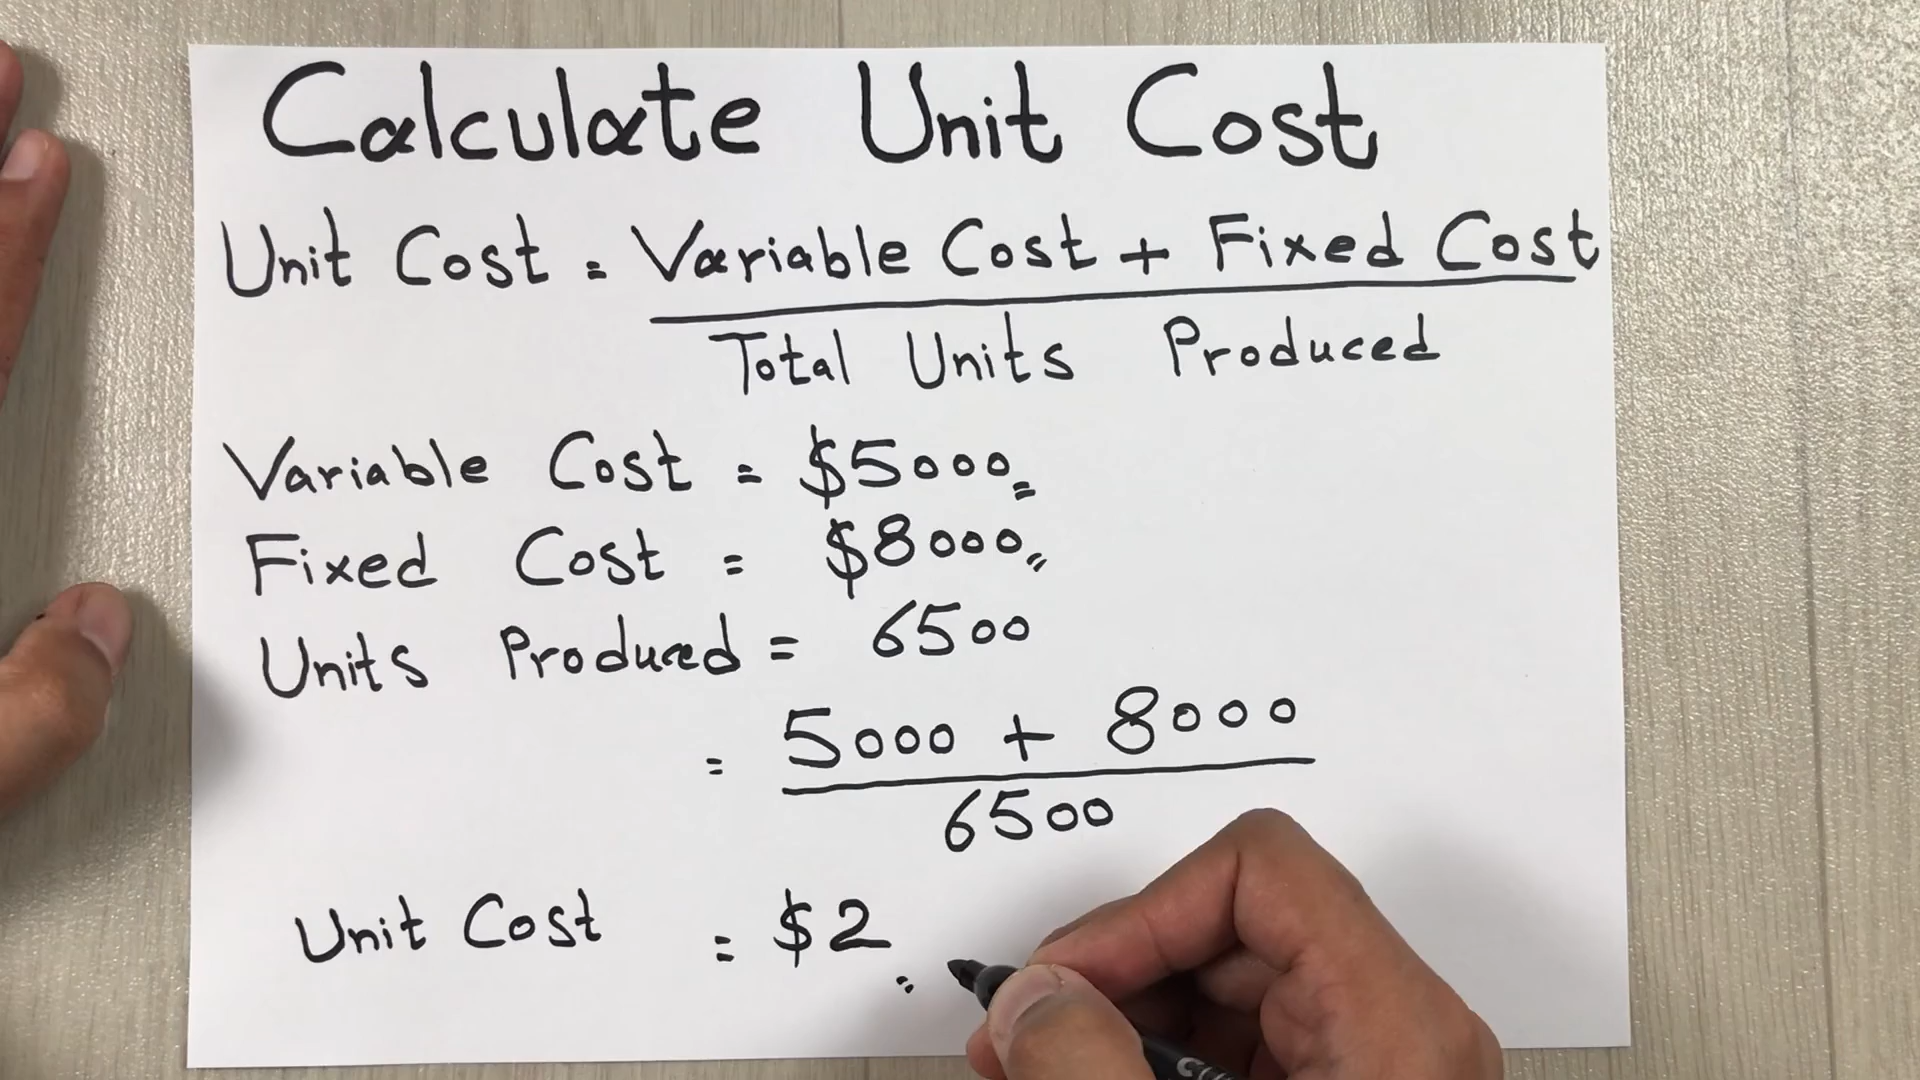 Calculate Unit Cost
Unit Cost = Variable Cost + Fixed Cost
Total Units Produced
Variable Cost = $5000=
Fixed Cost = $8000=
Units Produced = 6500
= 5000 + 8000
6500
Unit Cost = $2=